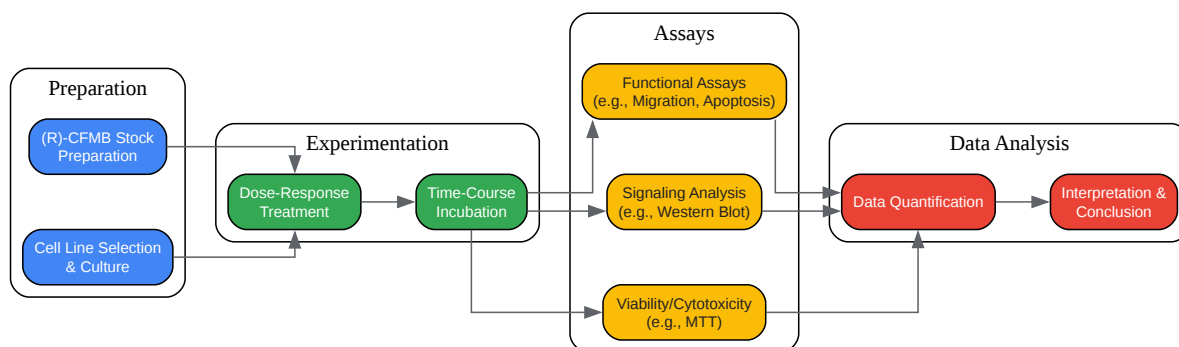 Preparation
(R)-CFMB Stock
Preparation
Cell Line Selection
& Culture
Experimentation
Dose-Response
Treatment
Time-Course
Incubation
Assays
Functional Assays
(e.g., Migration, Apoptosis)
Signaling Analysis
(e.g., Western Blot)
Viability/Cytotoxicity
(e.g., MTT)
Data Analysis
Data Quantification
Interpretation &
Conclusion